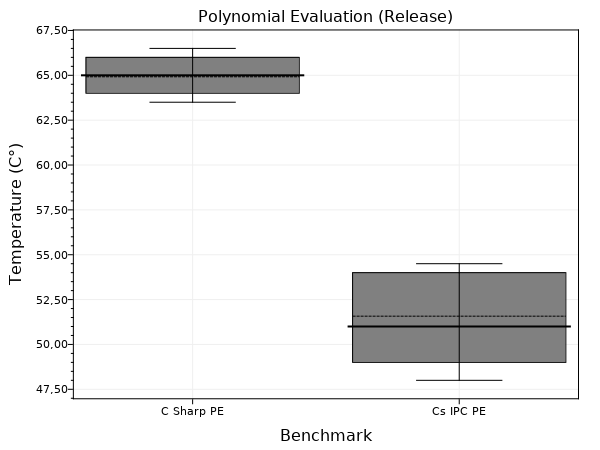 Polynomial Evaluation (Release)
67,50
65,00
62,50
60,00
57,50
55,00
52,50
50,00
47,50
Temperature (C°)
C Sharp PE
Cs IPC PE
Benchmark